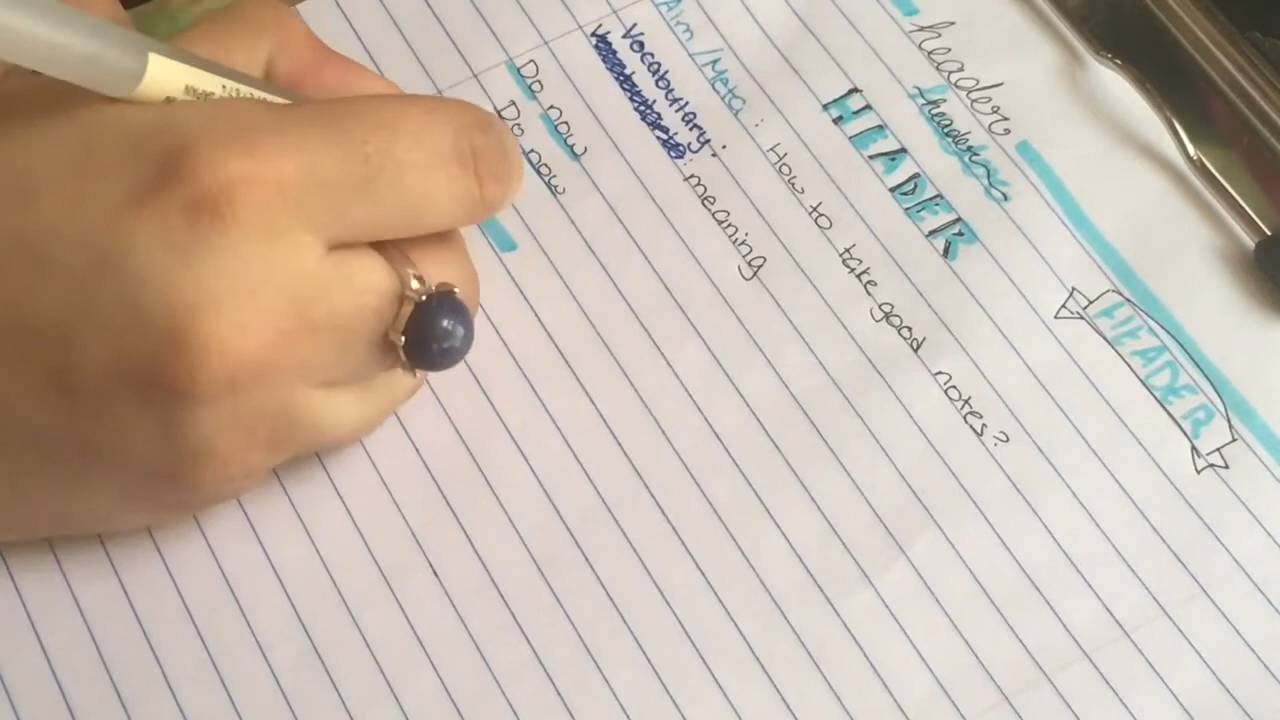 header
header
HEADER
HEADER
Aim/Meta : How to take good notes?
Vocabulary:
: meaning
Do now
Do now